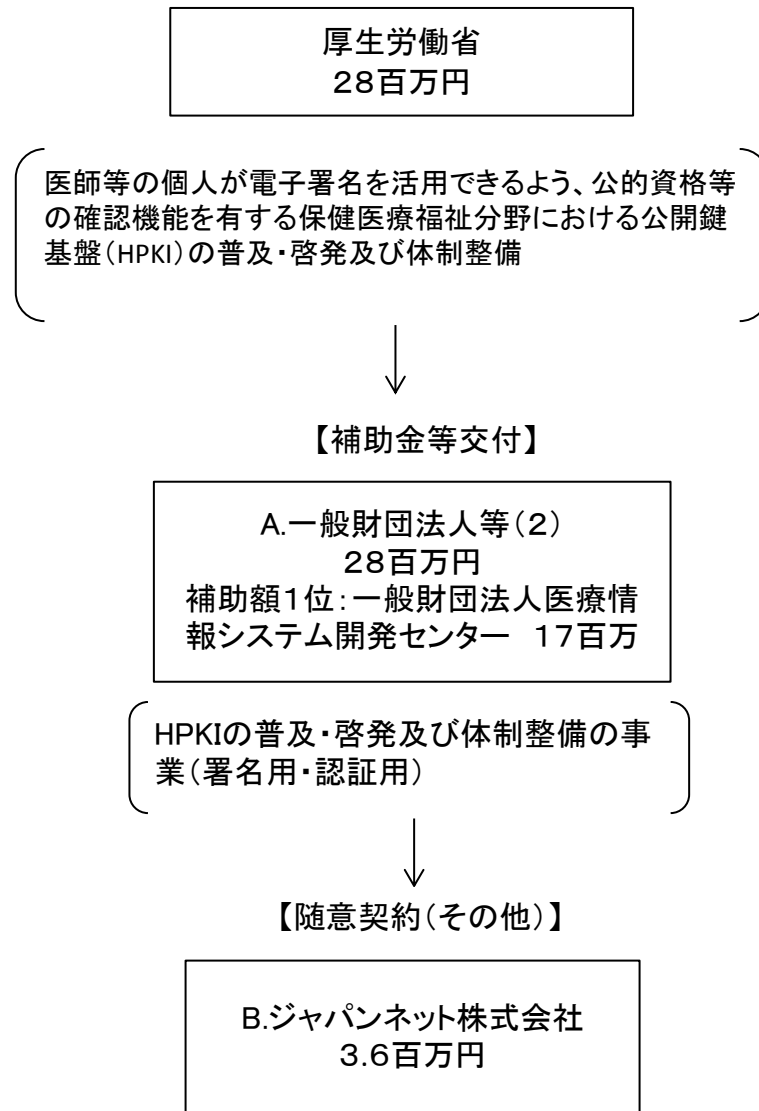 厚生労働省
28百万円
医師等の個人が電子署名を活用できるよう、公的資格等
の確認機能を有する保健医療福祉分野における公開鍵
基盤（HPKI）の普及・啓発及び体制整備
【補助金等交付】
A.一般財団法人等（2）
28百万円
補助額1位：一般財団法人医療情
報システム開発センター　17百万
HPKIの普及・啓発及び体制整備の事
業（署名用・認証用）
【随意契約（その他）】
B.ジャパンネット株式会社
3.6百万円